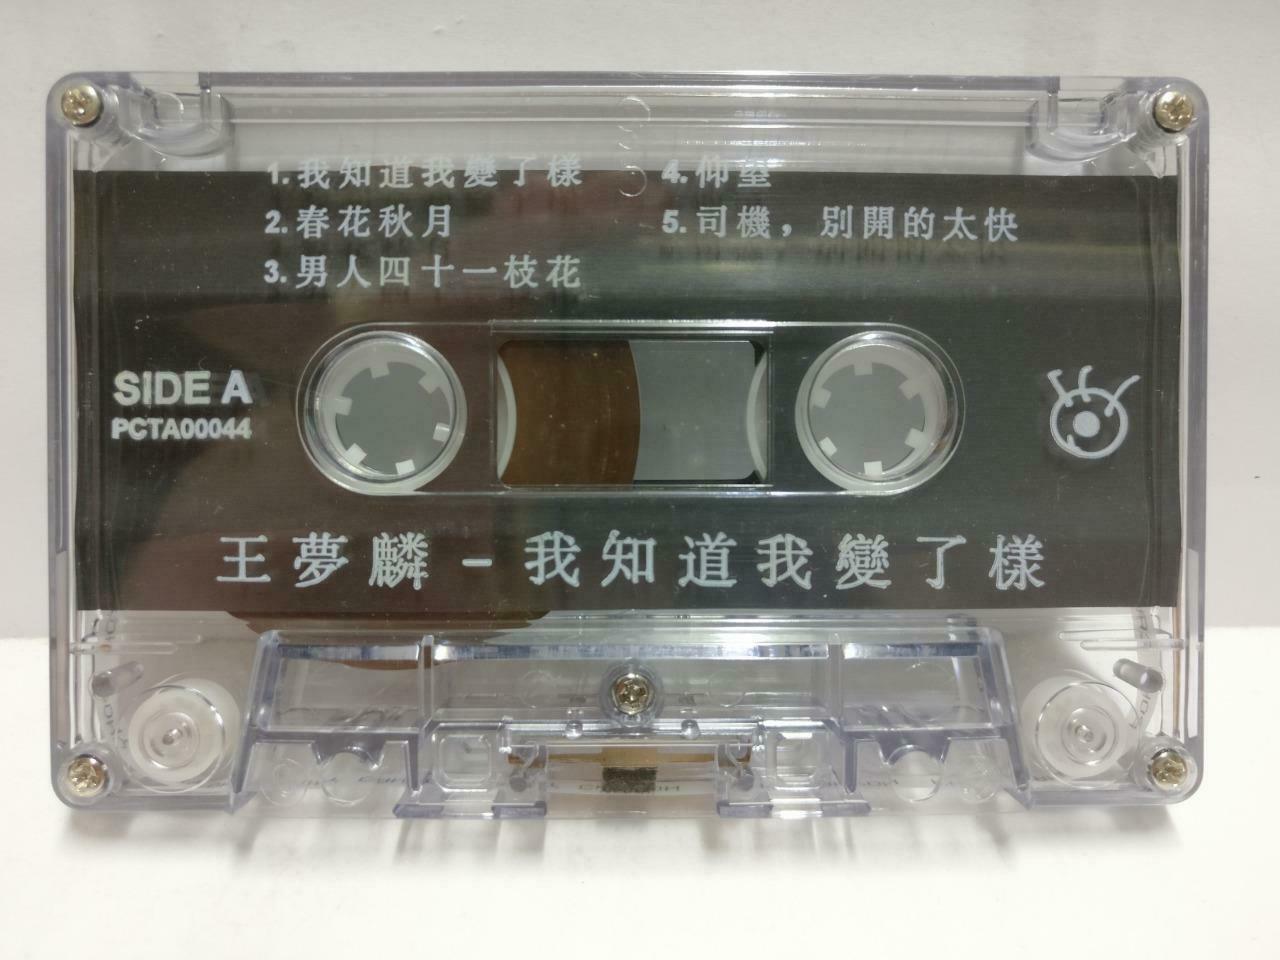 1.我知道我變了樣
2.春花秋月
3.男人四十一枝花
4.仰望
5.司機，別開的太快
SIDE A
PCTA00044
王夢麟-我知道我變了樣